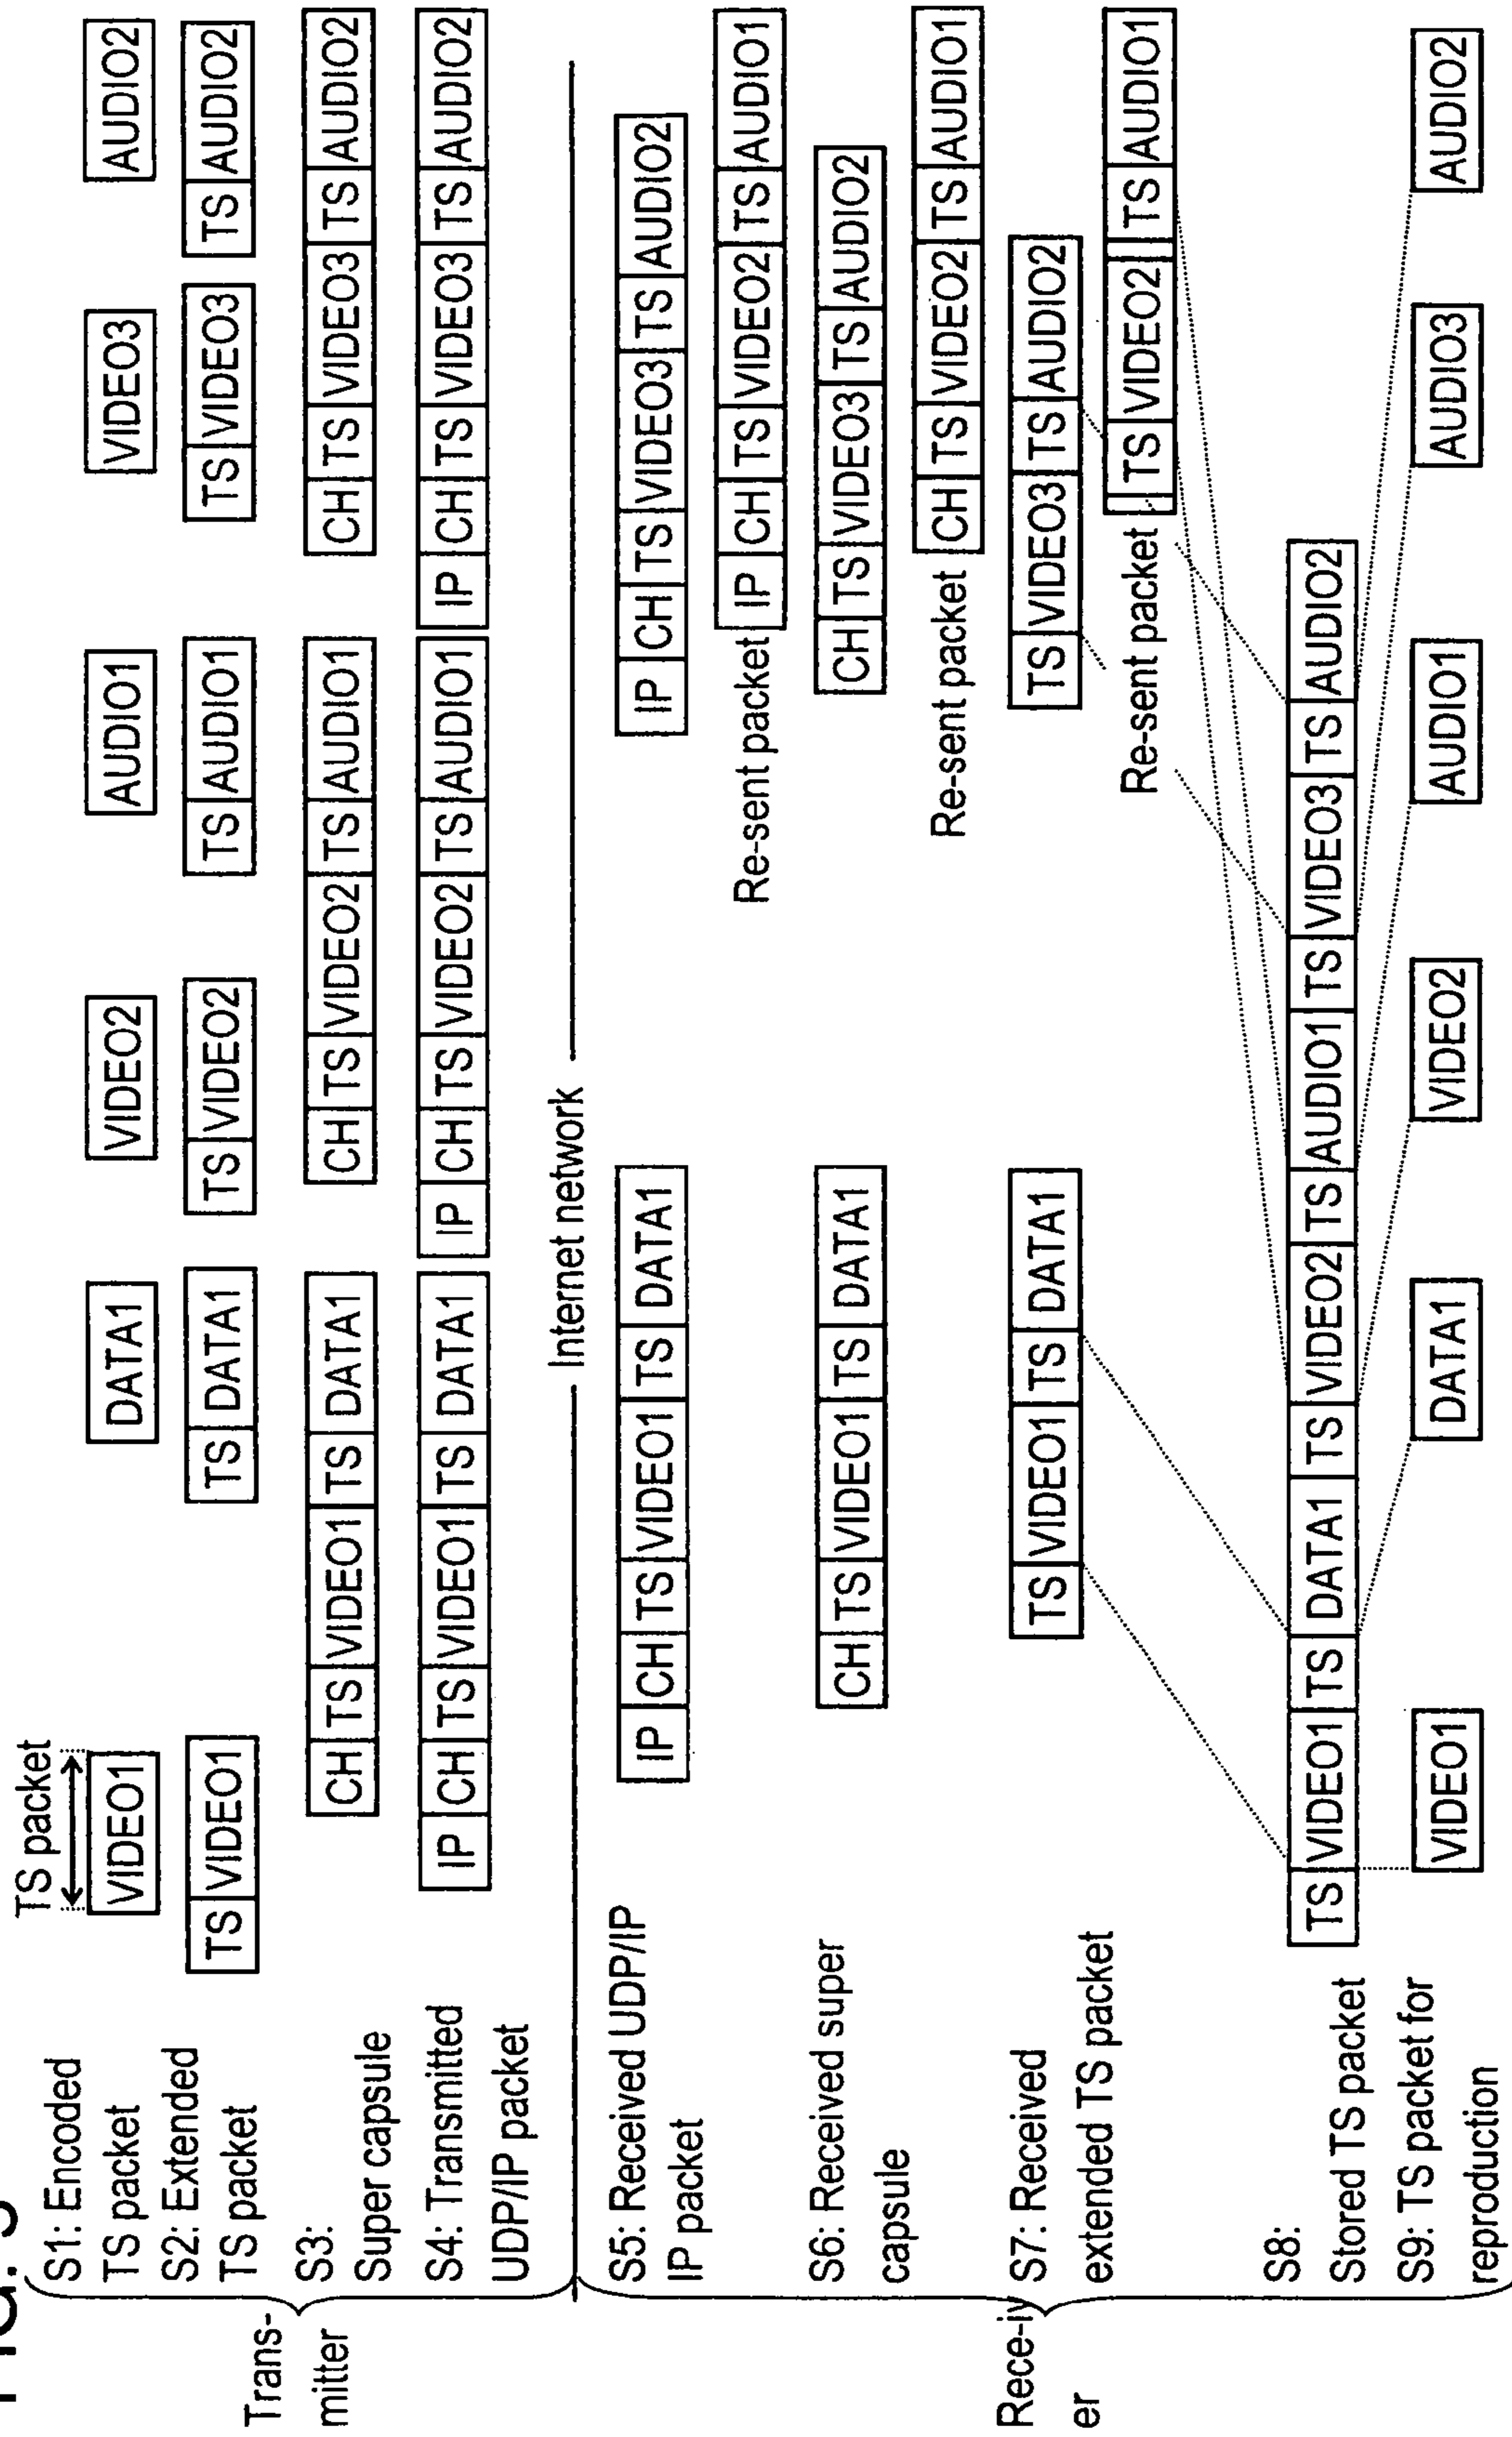 TS packet
S1: Encoded
TS packet
VIDEO1 DATA1 VIDEO2 AUDIO1 VIDEO3 AUDIO2
S2: Extended
TS packet
TS VIDEO1 TS DATA1 TS VIDEO2 TS AUDIO1 TS VIDEO3 TS AUDIO2
S3:
Super capsule
CH TS VIDEO1 TS DATA1 CH TS VIDEO2 TS AUDIO1 CH TS VIDEO3 TS AUDIO2
S4: Transmitted
UDP/IP packet
IP CH TS VIDEO1 TS DATA1 IP CH TS VIDEO2 TS AUDIO1 IP CH TS VIDEO3 TS AUDIO2
Trans-
mitter
Internet network
S5: Received UDP/IP
IP packet
IP CH TS VIDEO1 TS DATA1 IP CH TS VIDEO3 TS AUDIO2
Re-sent packet IP CH TS VIDEO2 TS AUDIO1
S6: Received super
capsule
CH TS VIDEO1 TS DATA1 CH TS VIDEO3 TS AUDIO2
Re-sent packet CH TS VIDEO2 TS AUDIO1
S7: Received
extended TS packet
TS VIDEO1 TS DATA1 TS VIDEO3 TS AUDIO2
Re-sent packet TS VIDEO2 TS AUDIO1
Rece-iv
er
S8:
Stored TS packet
TS VIDEO1 TS DATA1 TS VIDEO2 TS AUDIO1 TS VIDEO3 TS AUDIO2
S9: TS packet for
reproduction
VIDEO1 DATA1 VIDEO2 AUDIO1 AUDIO3 AUDIO2